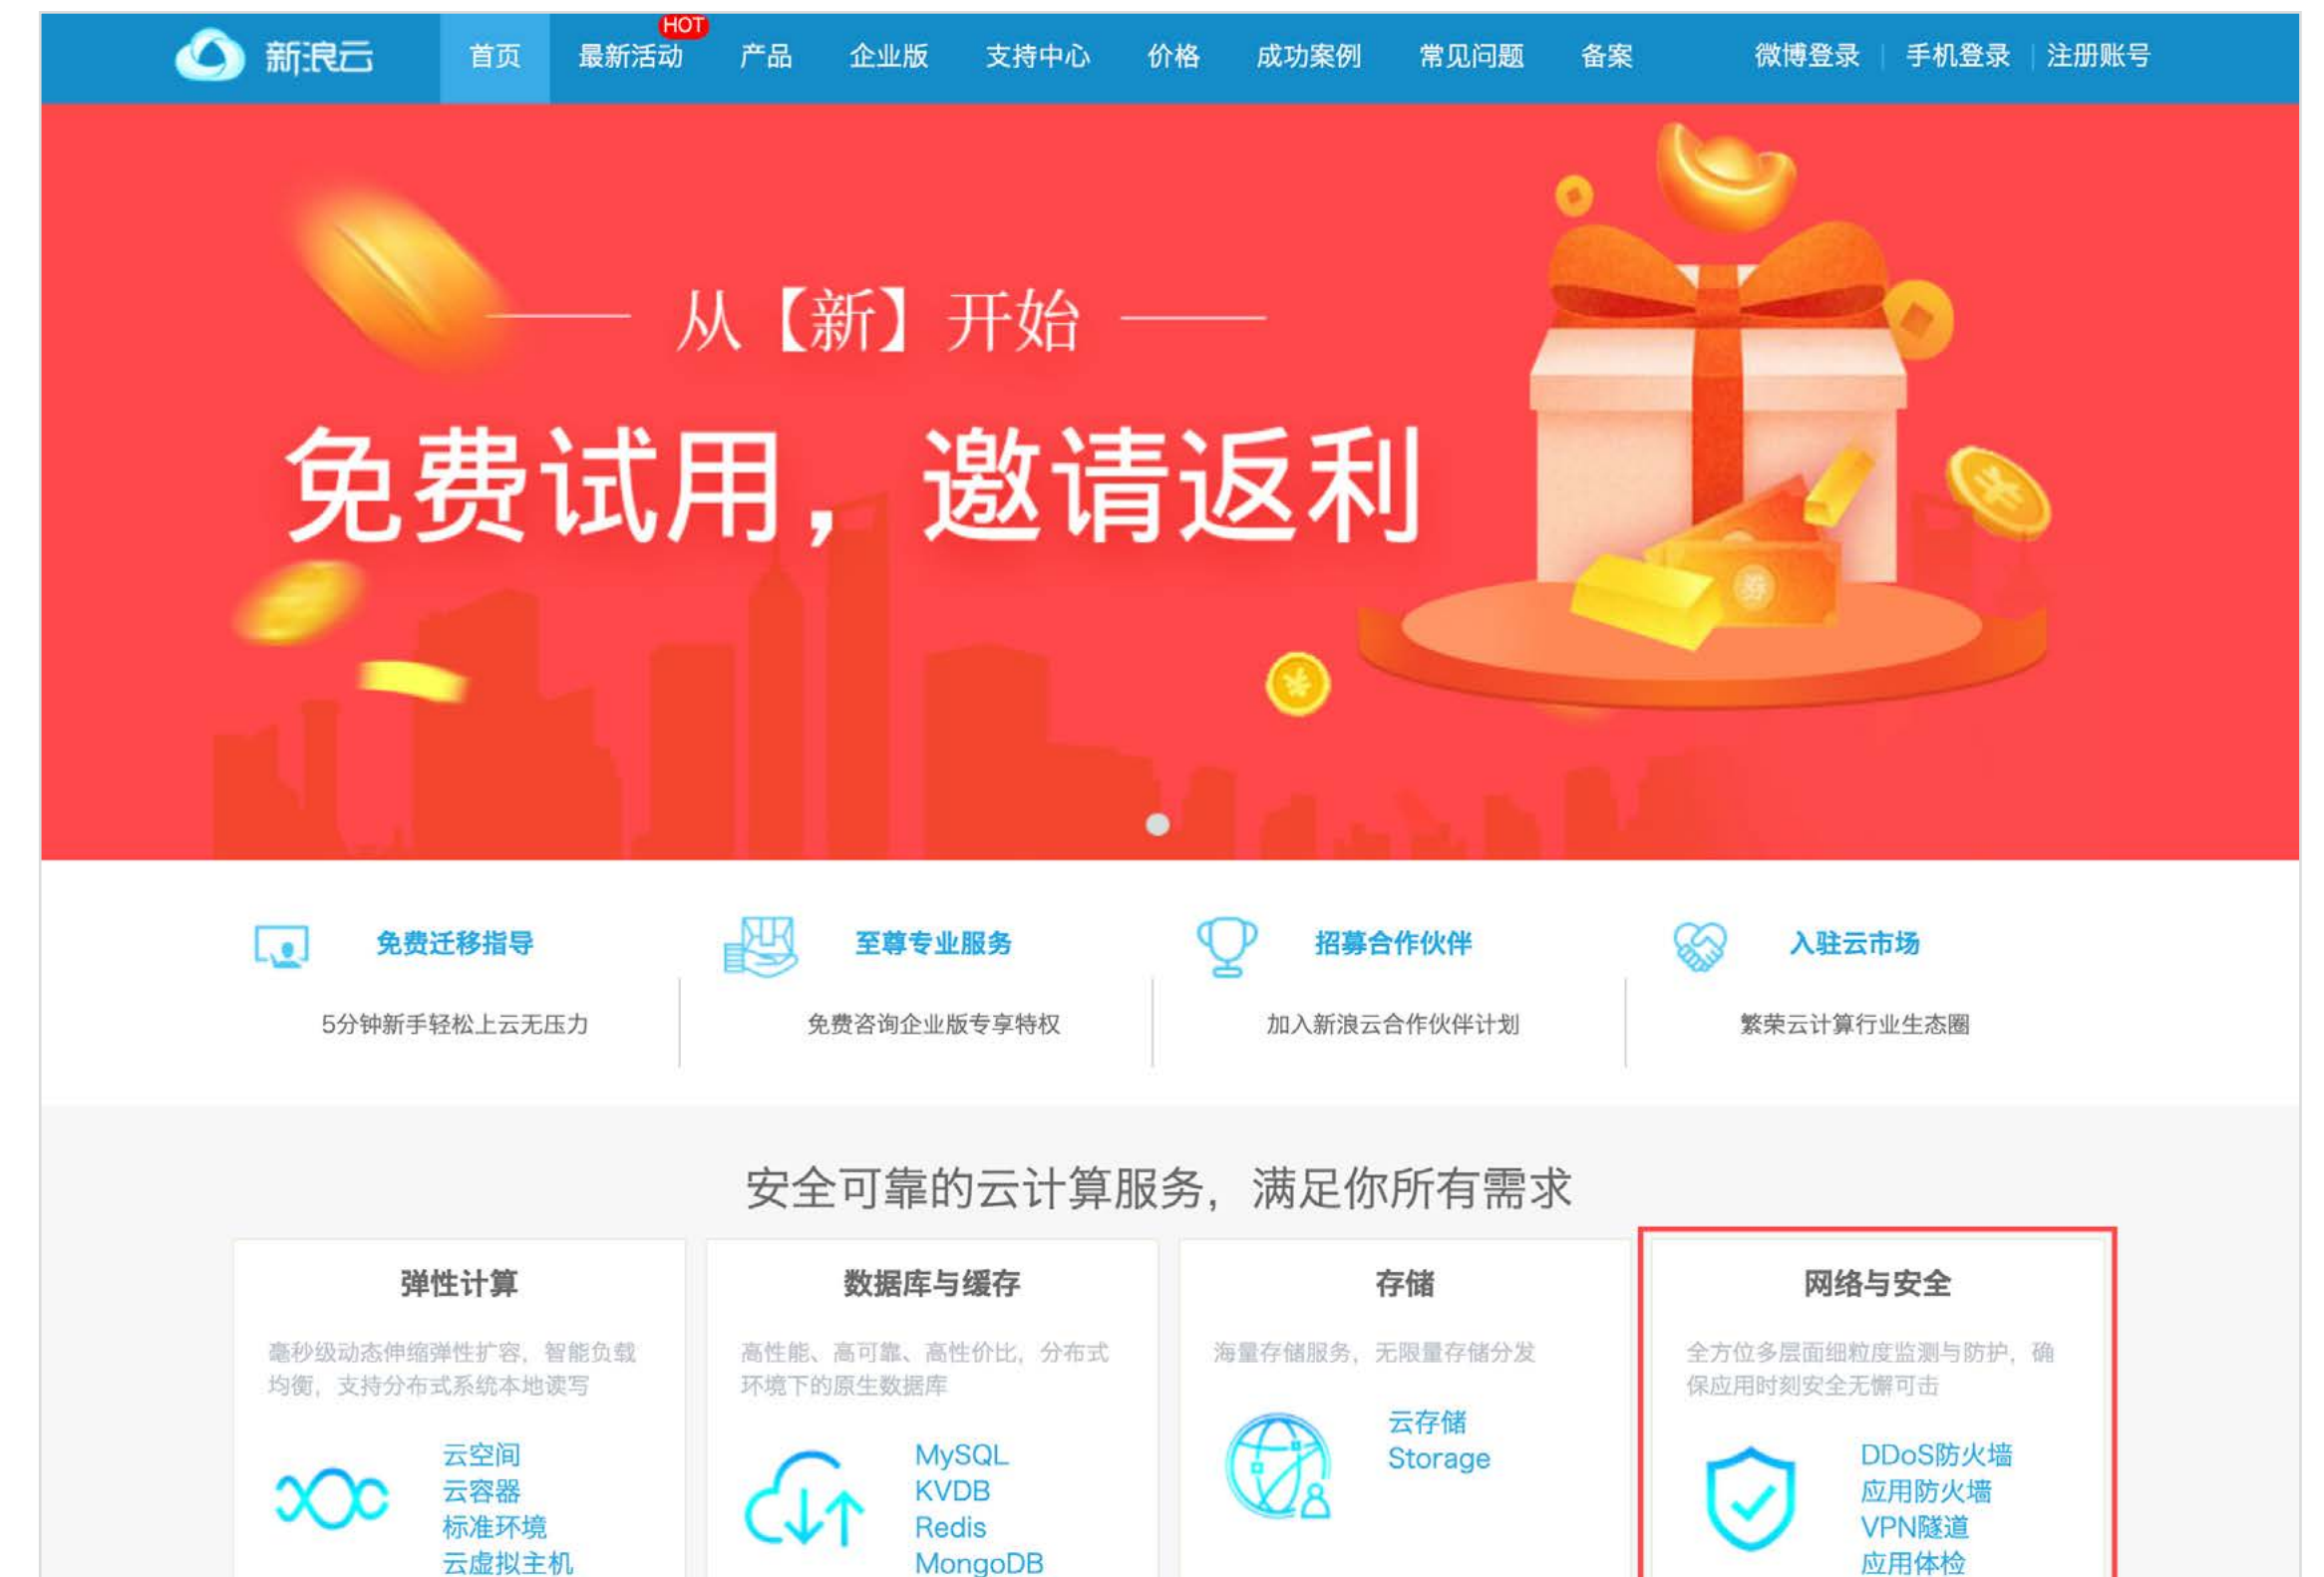 HOT
新浪云 首页 最新活动 产品 企业版 支持中心 价格 成功案例 常见问题 备案 微博登录 手机登录 注册账号
从【新】开始
免费试用，邀请返利
券
免费迁移指导 至尊专业服务 招募合作伙伴 入驻云市场
5分钟新手轻松上云无压力 免费咨询企业版专享特权 加入新浪云合作伙伴计划 繁荣云计算行业生态圈
安全可靠的云计算服务，满足你所有需求
弹性计算
毫秒级动态伸缩弹性扩容，智能负载
均衡，支持分布式系统本地读写
云空间
云容器
标准环境
云虚拟主机
数据库与缓存
高性能、高可靠、高性价比，分布式
环境下的原生数据库
MySQL
KVDB
Redis
MongoDB
存储
海量存储服务，无限量存储分发
云存储
Storage
网络与安全
全方位多层面细粒度监测与防护，确
保应用时刻安全无懈可击
DDoS防火墙
应用防火墙
VPN隧道
应用体检